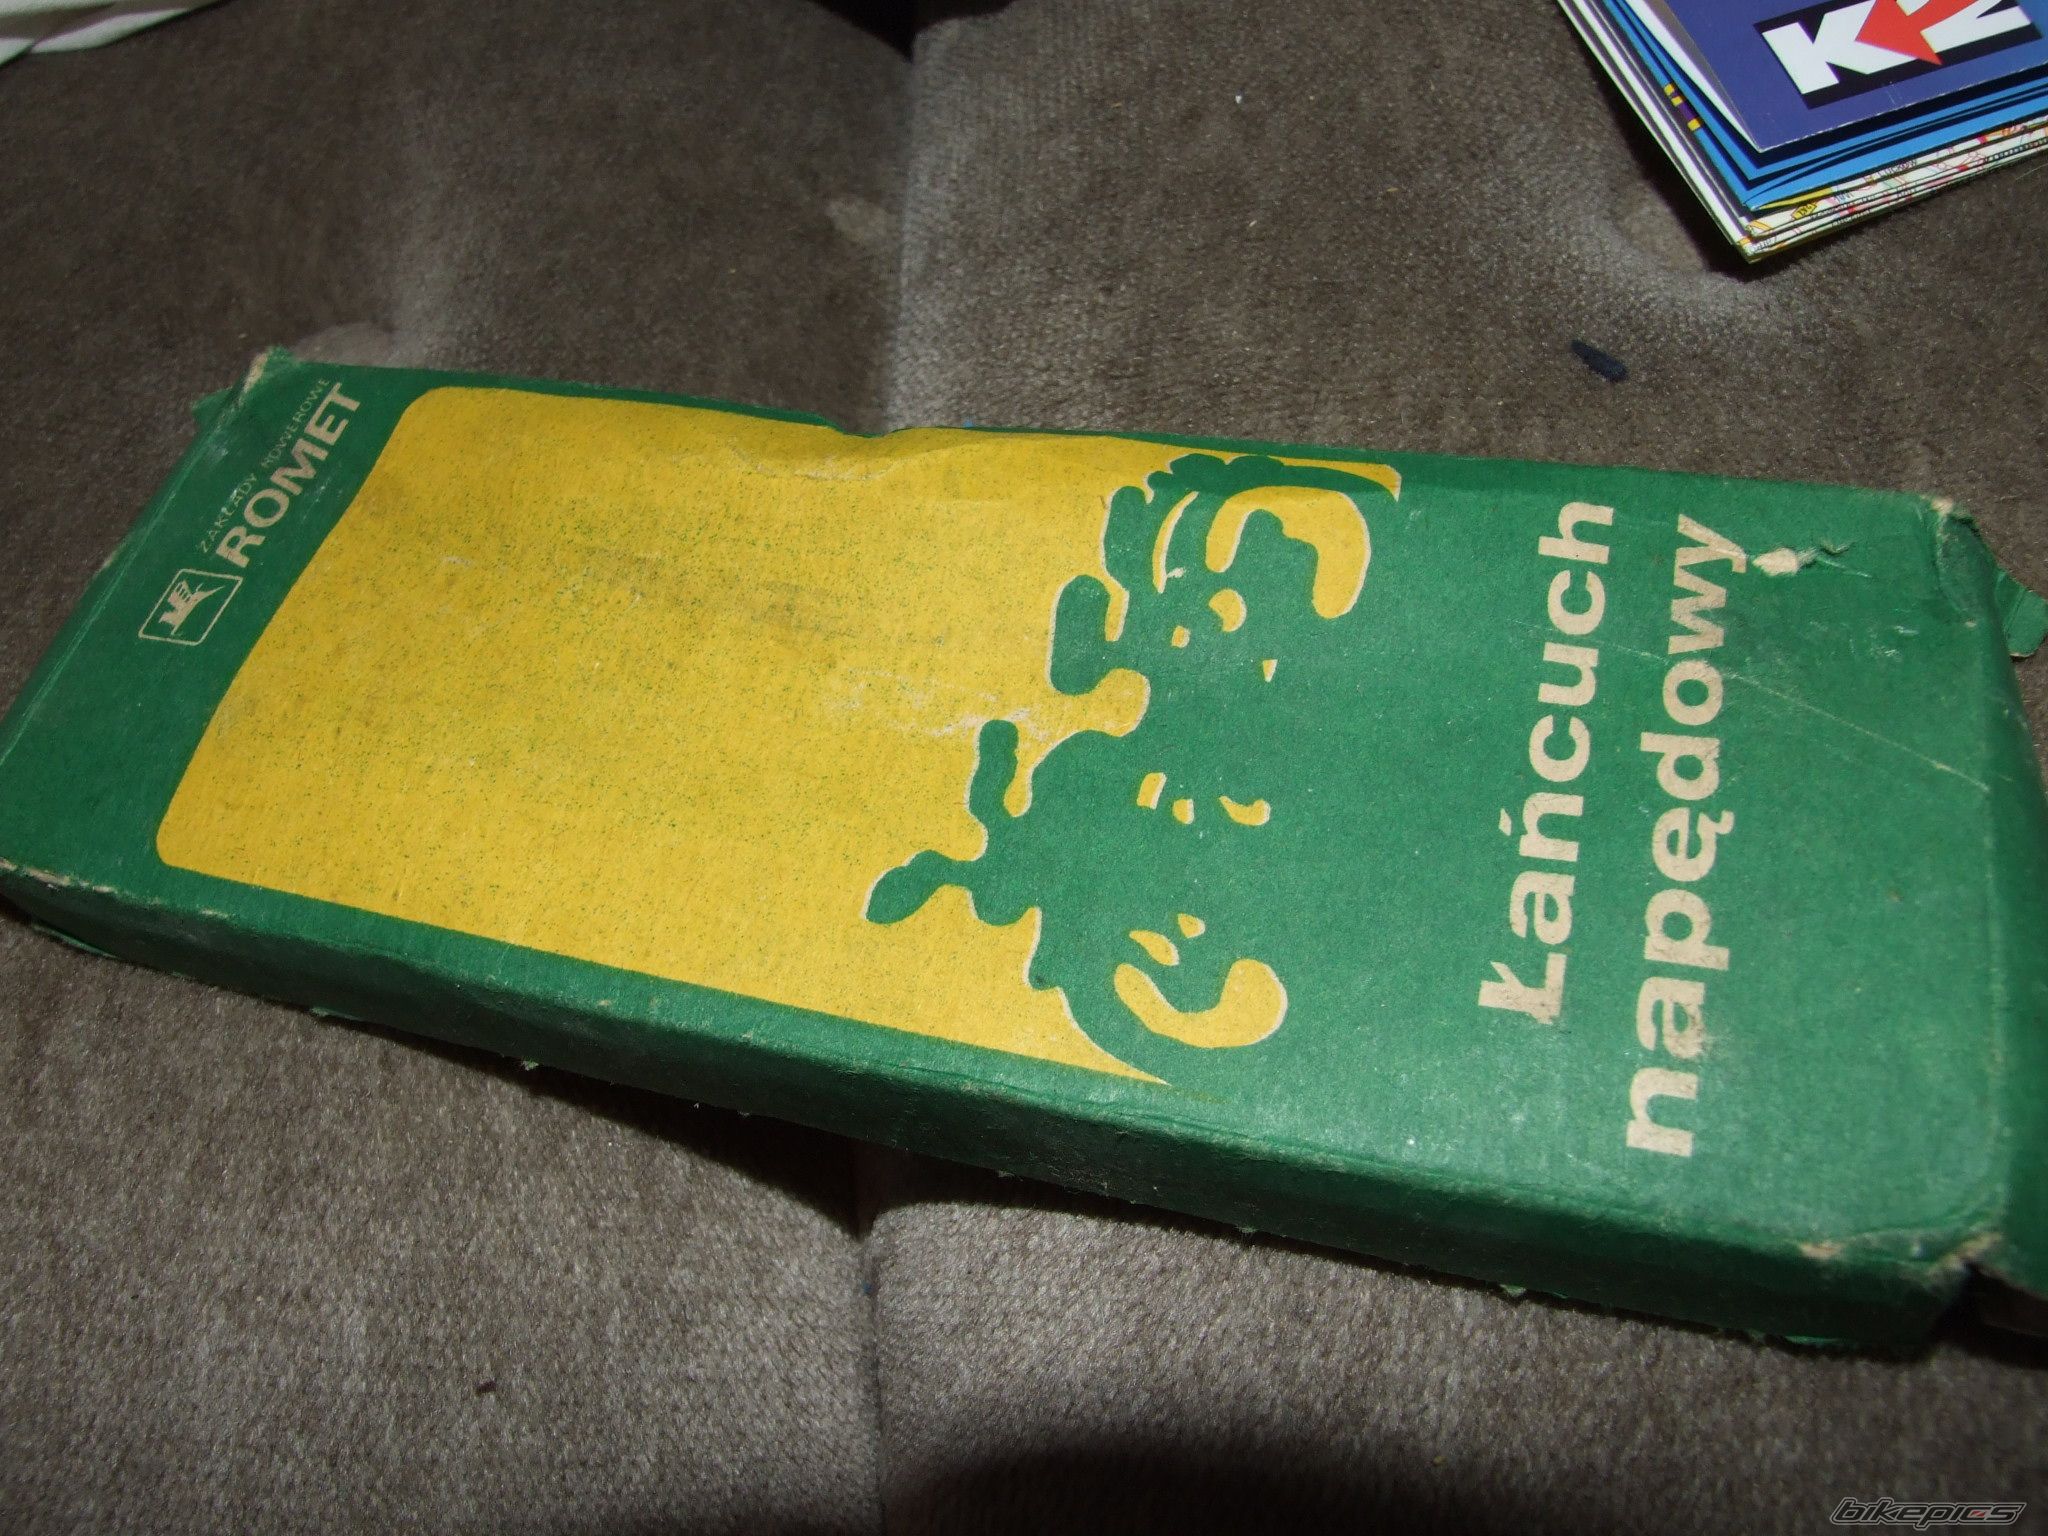 ZAKŁADY ROWEROWE
ROMET
Łańcuch
napędowy
bikepics